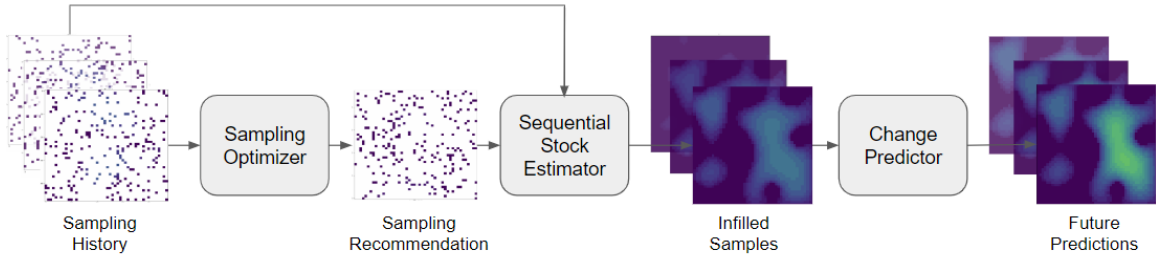 Sampling
Optimizer
Sequential
Stock
Estimator
Change
Predictor
Sampling
History
Sampling
Recommendation
Infilled
Samples
Future
Predictions